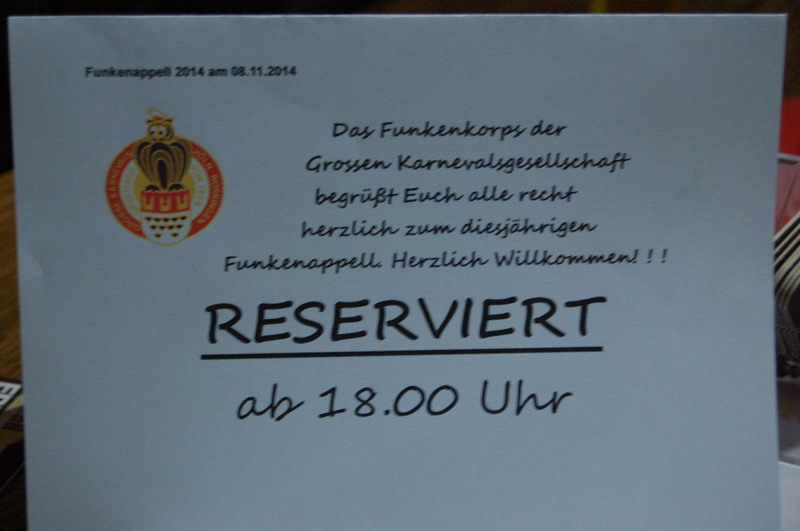 Funkenappell 2014 am 08.11.2014
Das Funkenkorps der
Grossen Karnevalsgesellschaft
begrüßt Euch alle recht
herzlich zum diesjährigen
Funkenappell. Herzlich Willkommen! ! !
RESERVIERT
ab 18.00 Uhr